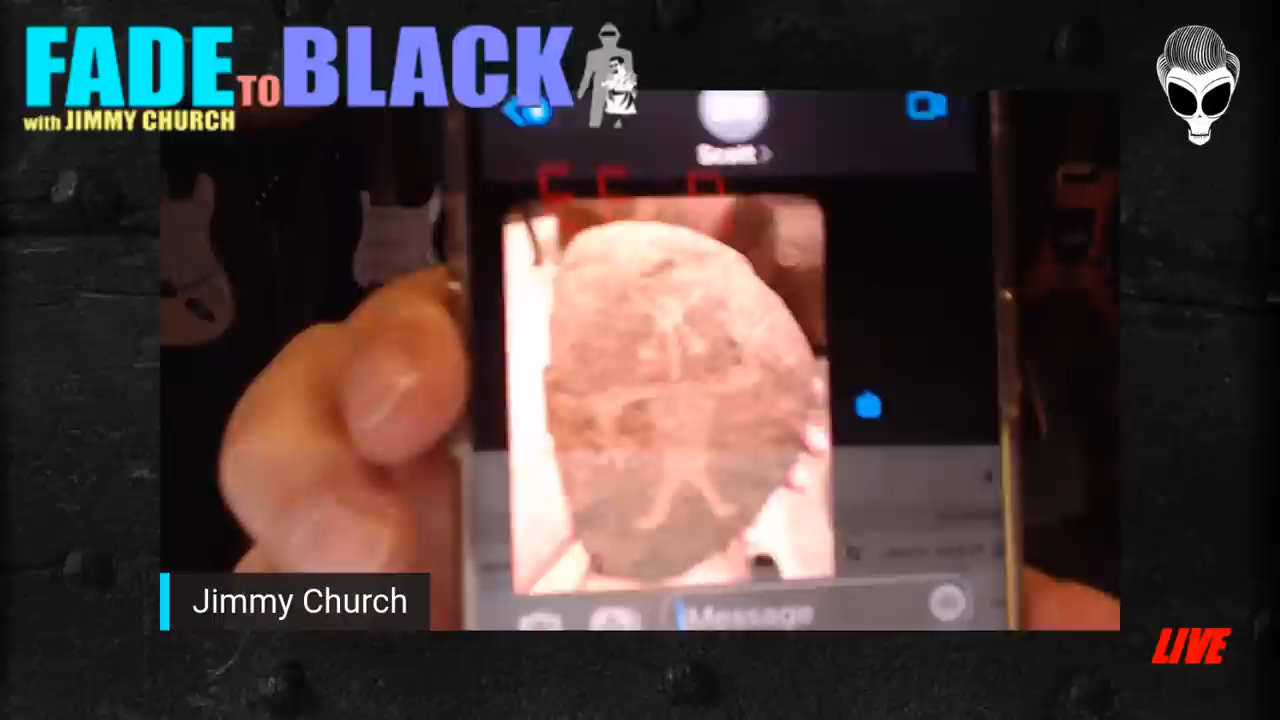 FADE TO BLACK
with JIMMY CHURCH
Scott
Message
Jimmy Church
LIVE